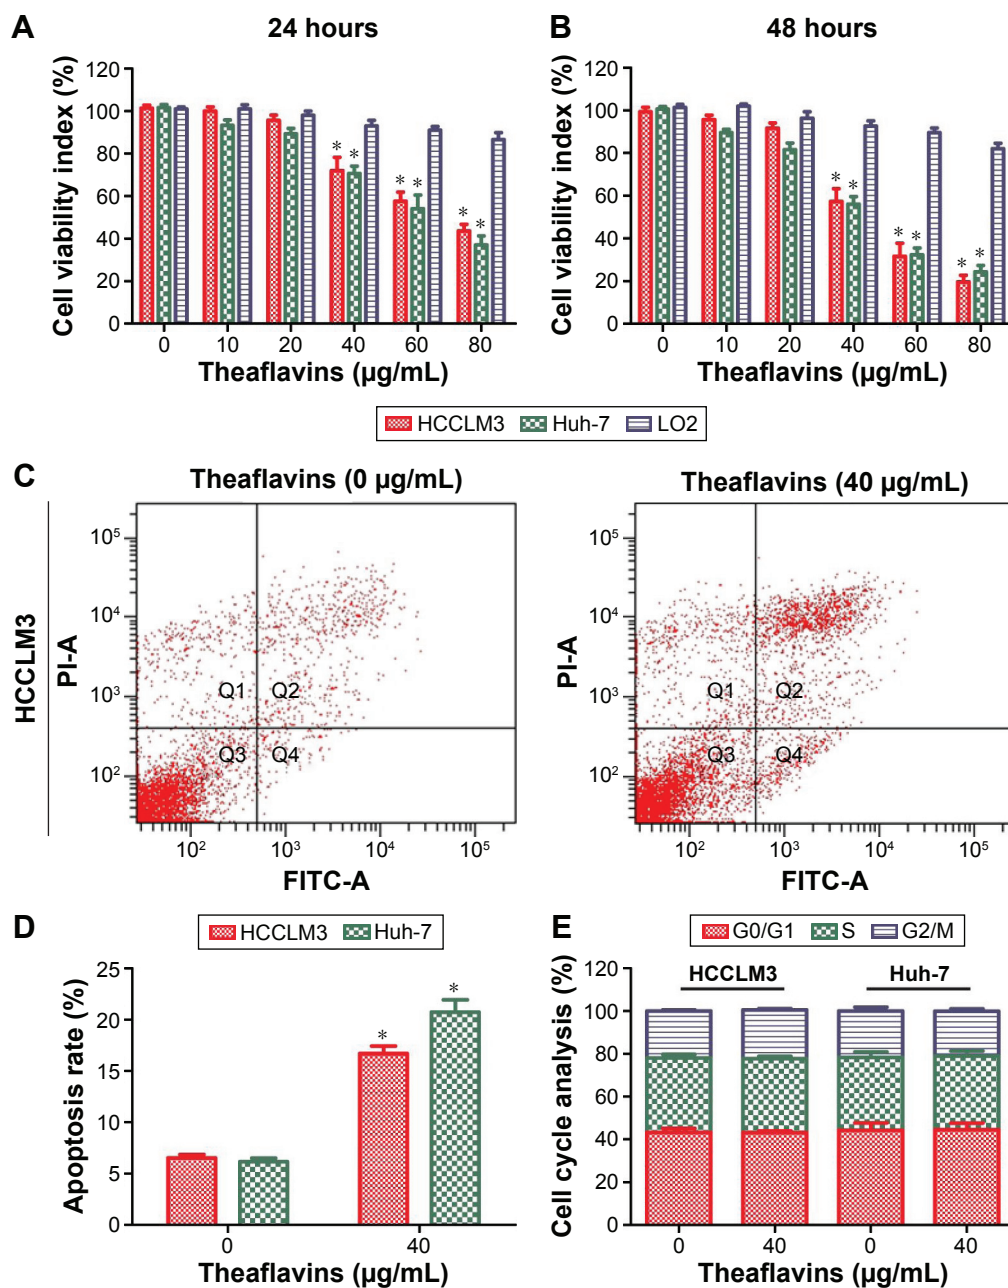 A
24 hours
Cell viability index (%)
120
100
80
60
40
20
0
* * * * * *
0 10 20 40 60 80
Theaflavins (µg/mL)
B
48 hours
Cell viability index (%)
120
100
80
60
40
20
0
* * * * * *
0 10 20 40 60 80
Theaflavins (µg/mL)
HCCLM3 Huh-7 LO2
C
HCCLM3
Theaflavins (0 µg/mL)
PI-A
10⁵
10⁴
10³
10²
Q1 Q2
Q3 Q4
10² 10³ 10⁴ 10⁵
FITC-A
Theaflavins (40 µg/mL)
PI-A
10⁵
10⁴
10³
10²
Q1 Q2
Q3 Q4
10² 10³ 10⁴ 10⁵
FITC-A
D
HCCLM3 Huh-7
Apoptosis rate (%)
25
20
15
10
5
0
* *
0 40
Theaflavins (µg/mL)
E
G0/G1 S G2/M
Cell cycle analysis (%)
120
100
80
60
40
20
0
HCCLM3 Huh-7
0 40 0 40
Theaflavins (µg/mL)